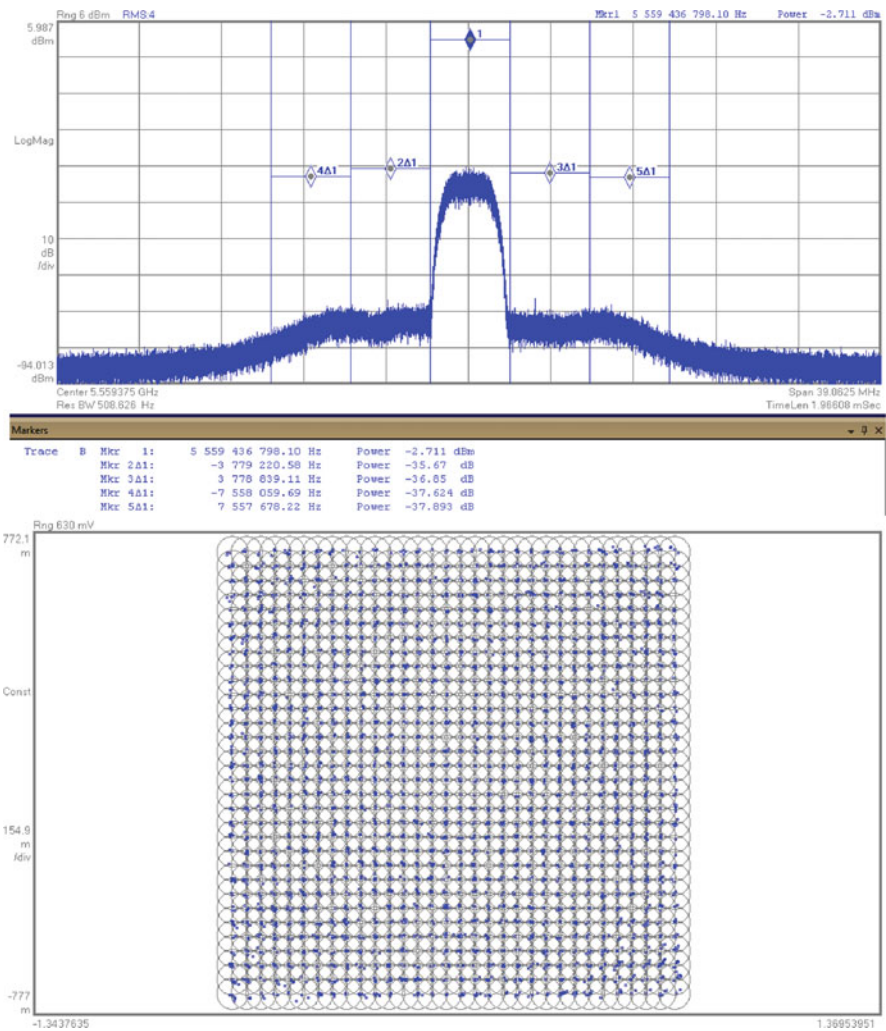 Rng 6 dBm RMS:4 Mkr1 5 559 436 798.10 Hz Power -2.711 dBm
5.987
dBm
1
LogMag
4Δ1 2Δ1 3Δ1 5Δ1
10
dB
/div
-94.013
dBm
Center 5.559375 GHz Span 39.0625 MHz
Res BW 508.626 Hz TimeLen 1.96608 mSec
Markers
Trace B Mkr 1: 5 559 436 798.10 Hz Power -2.711 dBm
Mkr 2Δ1: -3 779 220.58 Hz Power -35.67 dB
Mkr 3Δ1: 3 778 839.11 Hz Power -36.85 dB
Mkr 4Δ1: -7 558 059.69 Hz Power -37.624 dB
Mkr 5Δ1: 7 557 678.22 Hz Power -37.893 dB
Rng 630 mV
772.1
m
Const
154.9
m
/div
-777
m
-1.3437635 1.36953951